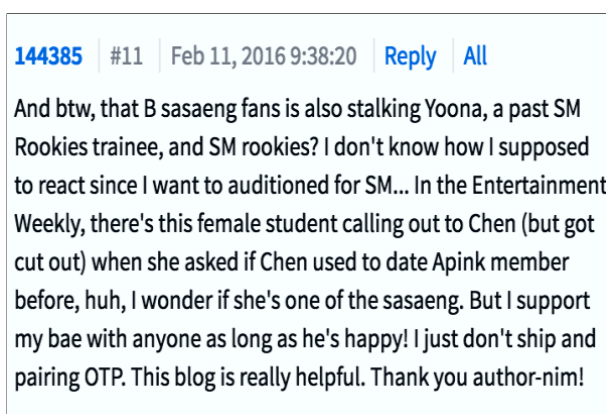 144385 #11 Feb 11, 2016 9:38:20 Reply All
And btw, that B sasaeng fans is also stalking Yoona, a past SM
Rookies trainee, and SM rookies? I don't know how I supposed
to react since I want to auditioned for SM... In the Entertainment
Weekly, there's this female student calling out to Chen (but got
cut out) when she asked if Chen used to date Apink member
before, huh, I wonder if she's one of the sasaeng. But I support
my bae with anyone as long as he's happy! I just don't ship and
pairing OTP. This blog is really helpful. Thank you author-nim!